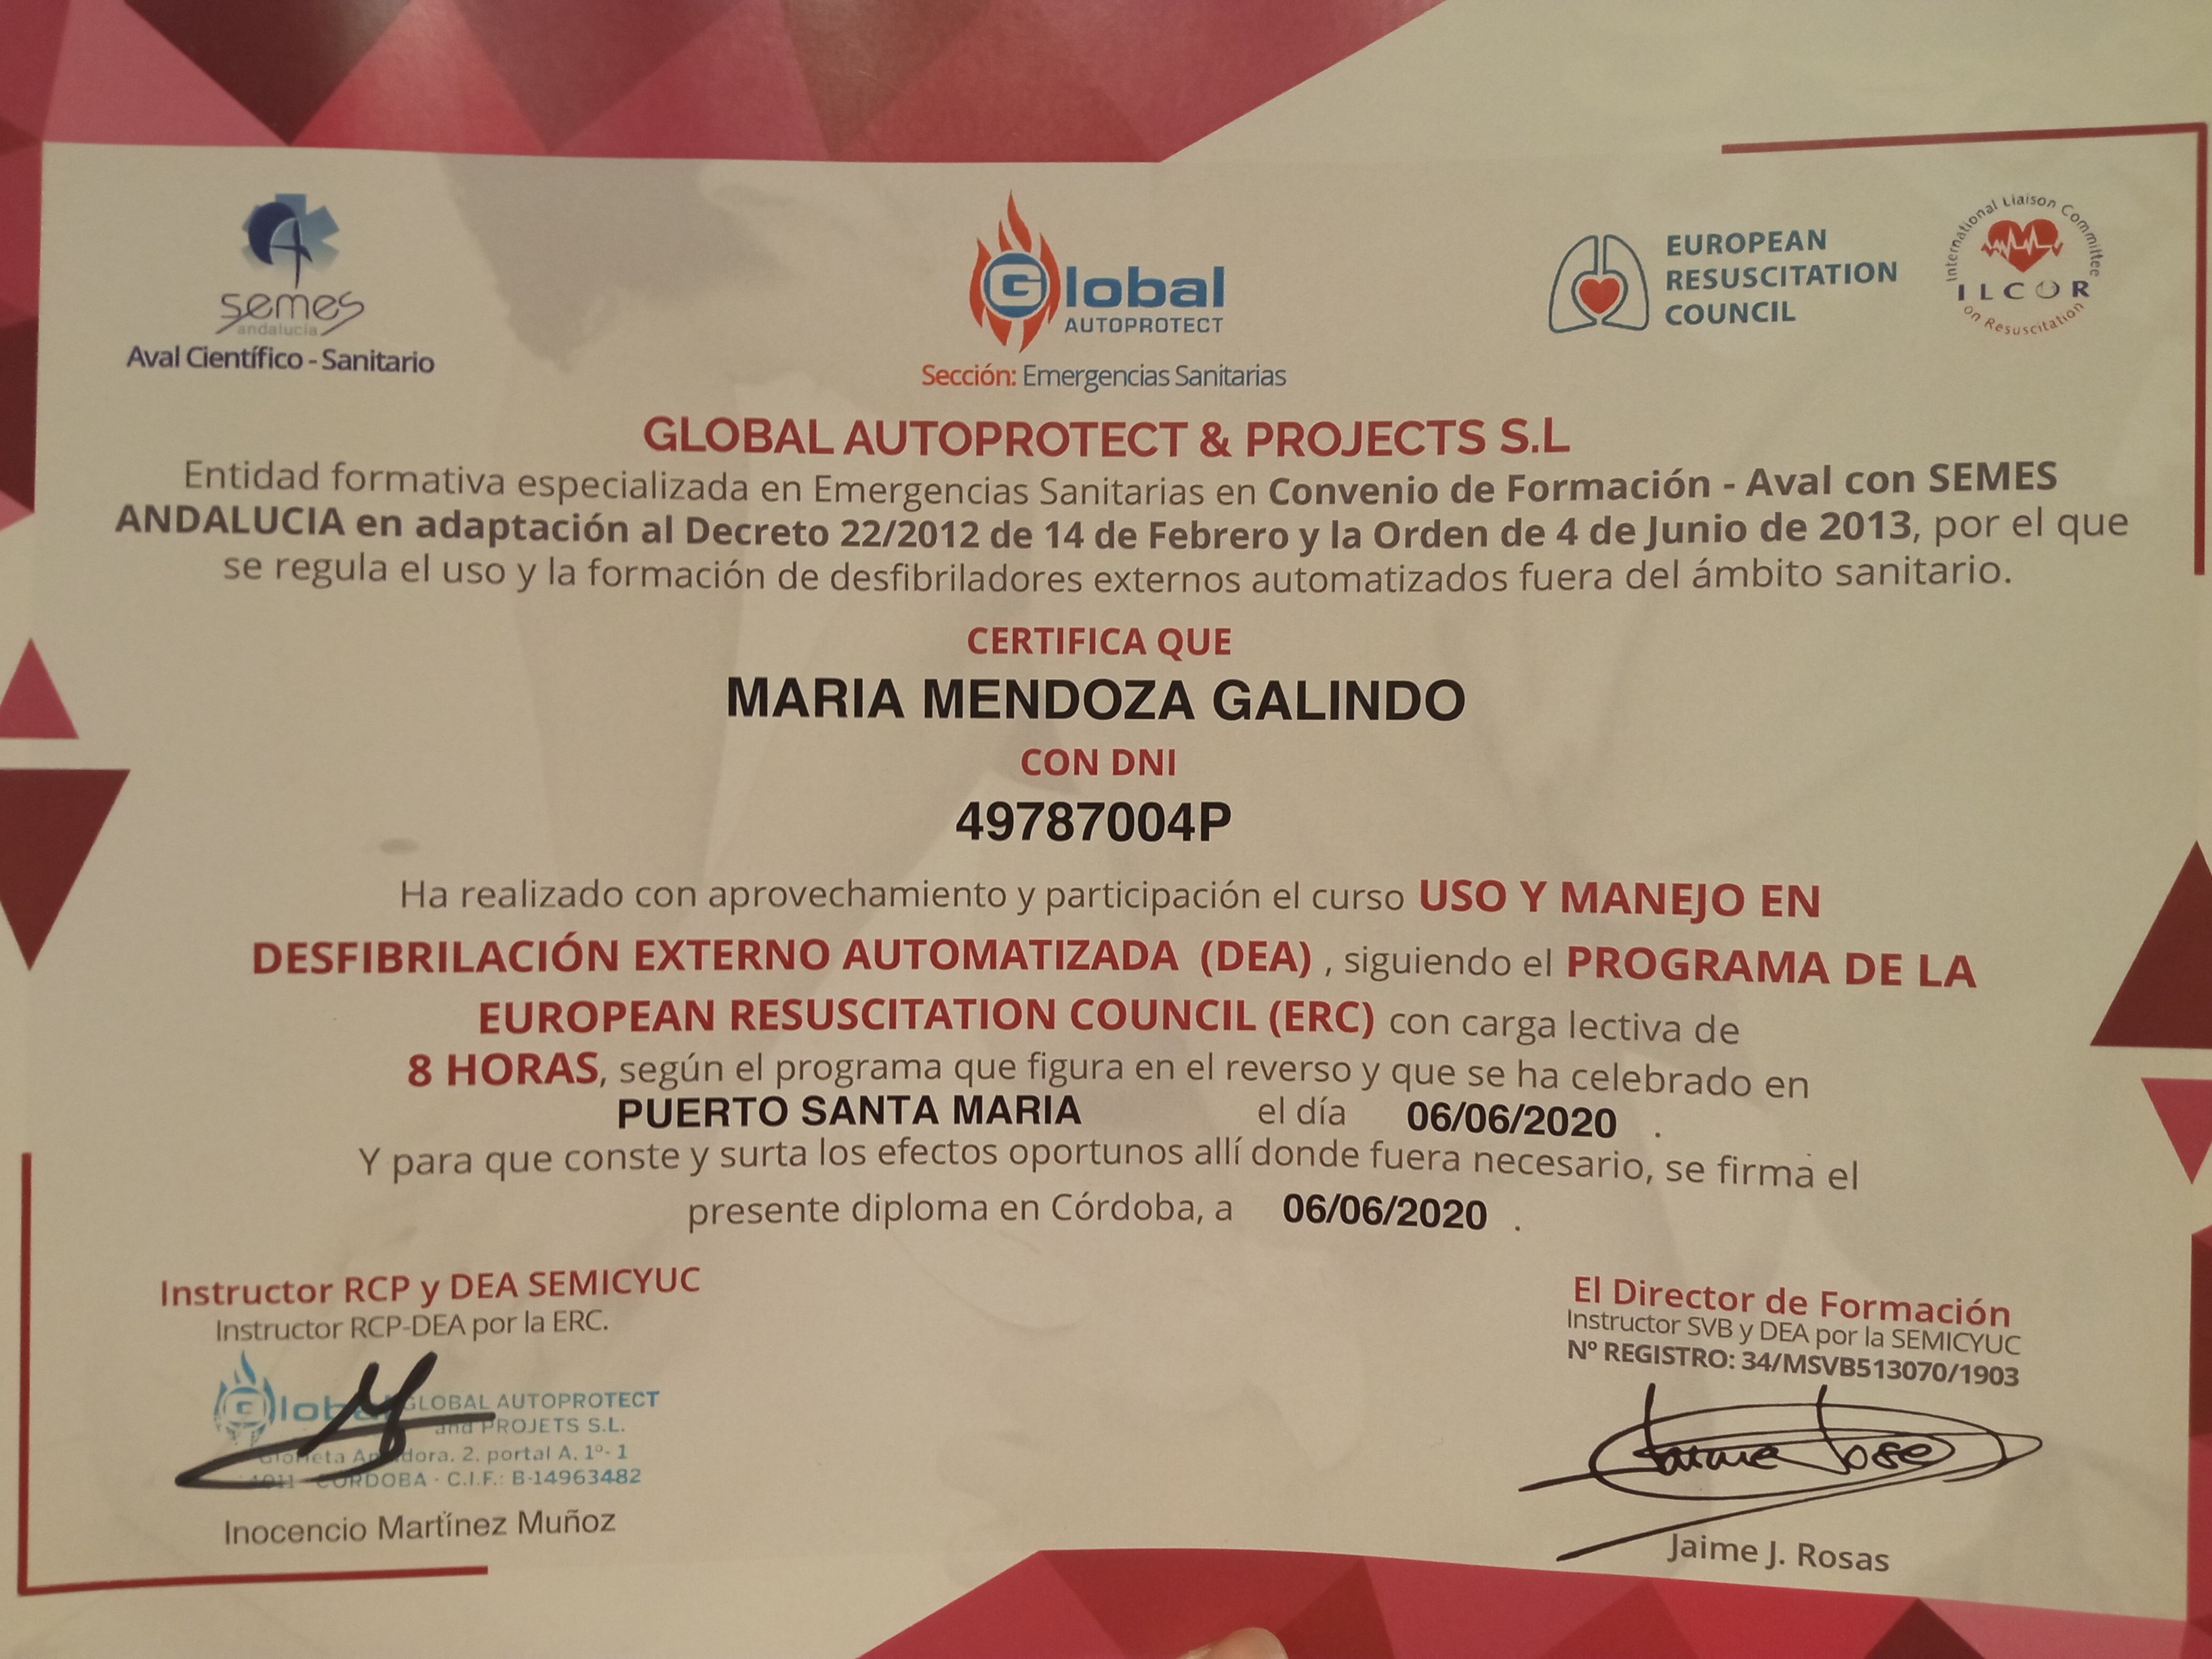 semes
andalucía
Aval Científico - Sanitario
Global
AUTOPROTECT
Sección: Emergencias Sanitarias
EUROPEAN
RESUSCITATION
COUNCIL
International Liaison Committee
ILCOR
on Resuscitation
GLOBAL AUTOPROTECT & PROJECTS S.L
Entidad formativa especializada en Emergencias Sanitarias en Convenio de Formación - Aval con SEMES
ANDALUCIA en adaptación al Decreto 22/2012 de 14 de Febrero y la Orden de 4 de Junio de 2013, por el que
se regula el uso y la formación de desfibriladores externos automatizados fuera del ámbito sanitario.
CERTIFICA QUE
MARIA MENDOZA GALINDO
CON DNI
49787004P
Ha realizado con aprovechamiento y participación el curso USO Y MANEJO EN
DESFIBRILACIÓN EXTERNO AUTOMATIZADA (DEA) , siguiendo el PROGRAMA DE LA
EUROPEAN RESUSCITATION COUNCIL (ERC) con carga lectiva de
8 HORAS, según el programa que figura en el reverso y que se ha celebrado en
PUERTO SANTA MARIA el día 06/06/2020 .
Y para que conste y surta los efectos oportunos allí donde fuera necesario, se firma el
presente diploma en Córdoba, a 06/06/2020 .
Instructor RCP y DEA SEMICYUC
Instructor RCP-DEA por la ERC.
Global GLOBAL AUTOPROTECT
and PROJETS S.L.
2, portal A, 1º- 1
CORDOBA - C.I.F.: B-14963482
Inocencio Martínez Muñoz
El Director de Formación
Instructor SVB y DEA por la SEMICYUC
Nº REGISTRO: 34/MSVB513070/1903
Jaime Jose
Jaime J. Rosas